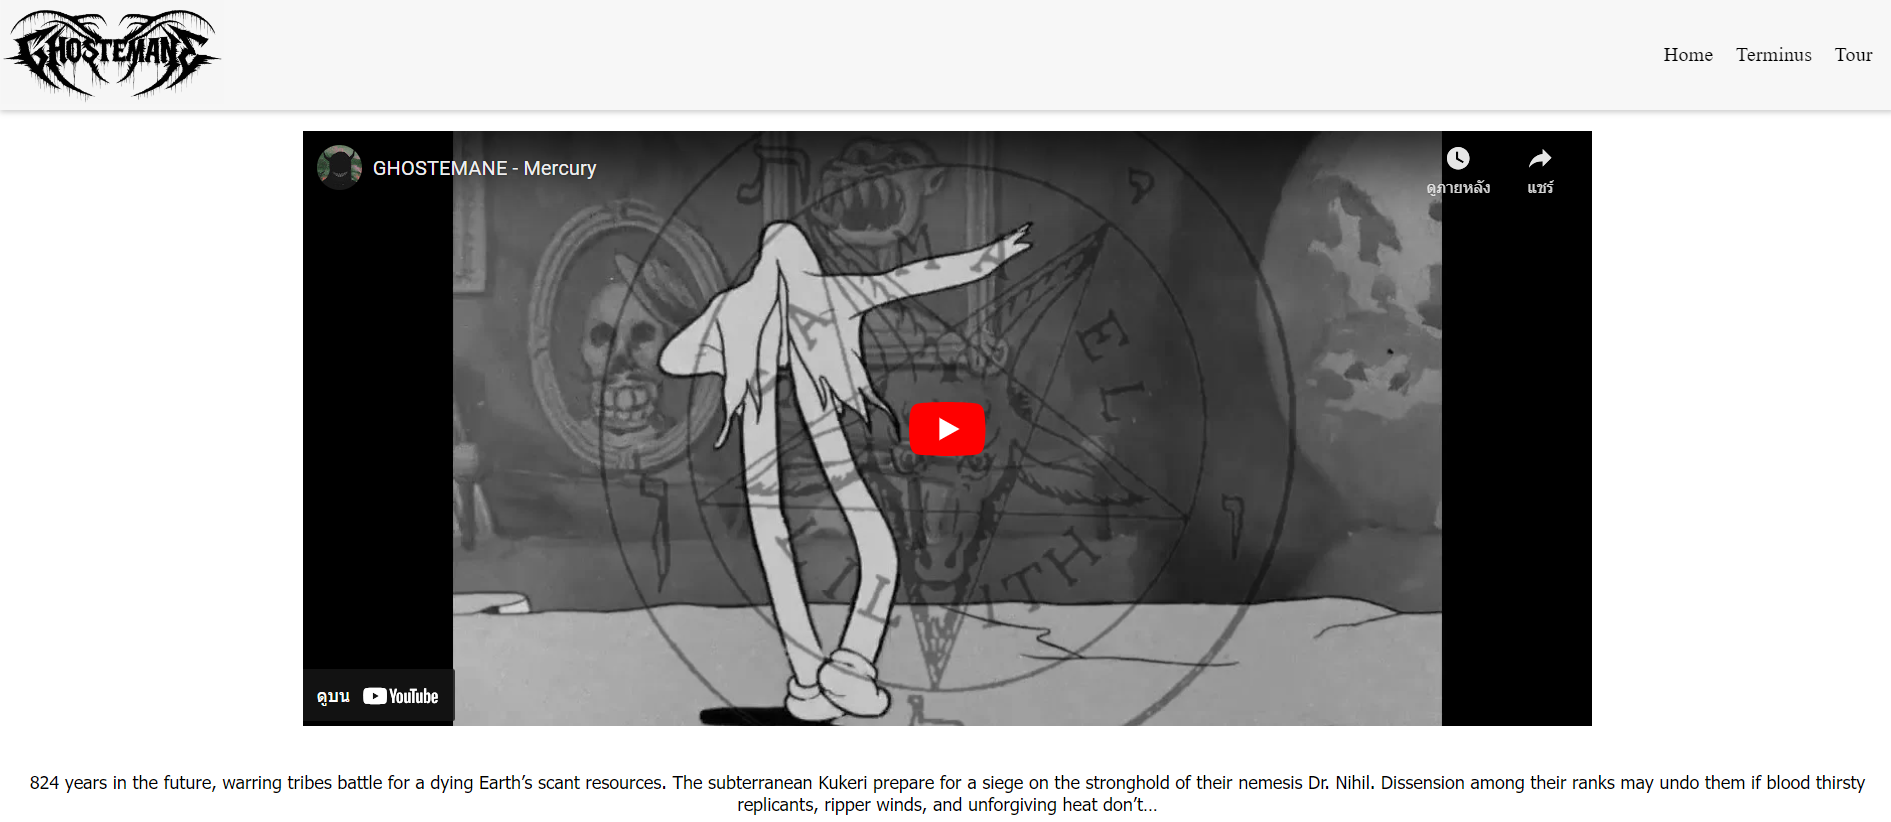 GHOSTEMANE
Home Terminus Tour
GHOSTEMANE - Mercury
ดูภายหลัง แชร์
SAMAEL
LILITH
ดูบน YouTube
824 years in the future, warring tribes battle for a dying Earth’s scant resources. The subterranean Kukeri prepare for a siege on the stronghold of their nemesis Dr. Nihil. Dissension among their ranks may undo them if blood thirsty
replicants, ripper winds, and unforgiving heat don’t…